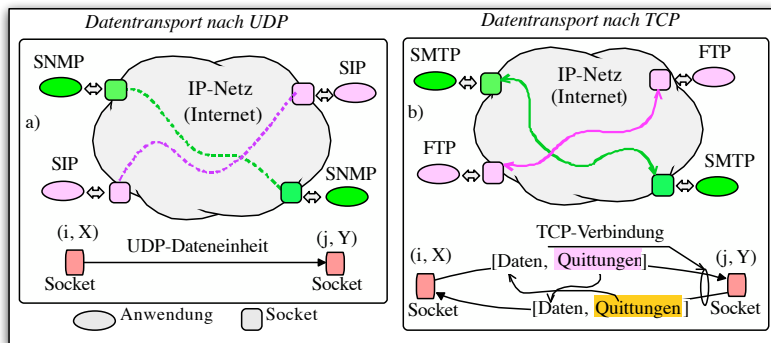 Datentransport nach UDP
SNMP
SIP
IP-Netz
(Internet)
a)
SIP
SNMP
(i, X)
UDP-Dateneinheit
(j, Y)
Socket
Socket
Datentransport nach TCP
SMTP
FTP
IP-Netz
(Internet)
b)
FTP
SMTP
TCP-Verbindung
(i, X)
(j, Y)
[Daten, Quittungen]
Socket
[Daten, Quittungen]
Socket
Anwendung
Socket